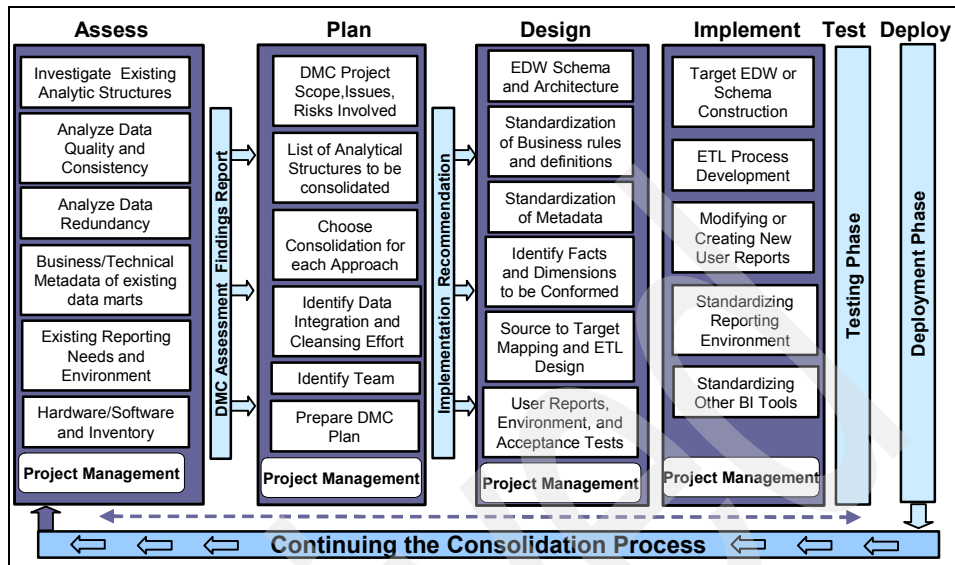 Assess
Investigate Existing
Analytic Structures
Analyze Data
Quality and
Consistency
Analyze Data
Redundancy
Business/Technical
Metadata of existing
data marts
Existing Reporting
Needs and
Environment
Hardware/Software
and Inventory
Project Management
DMC Assessment Findings Report
Plan
DMC Project
Scope,Issues,
Risks Involved
List of Analytical
Structures to be
consolidated
Choose
Consolidation for
each Approach
Identify Data
Integration and
Cleansing Effort
Identify Team
Prepare DMC
Plan
Project Management
Implementation Recommendation
Design
EDW Schema
and Architecture
Standardization
of Business rules
and definitions
Standardization
of Metadata
Identify Facts
and Dimensions
to be Conformed
Source to Target
Mapping and ETL
Design
User Reports,
Environment, and
Acceptance Tests
Project Management
Implement
Target EDW or
Schema
Construction
ETL Process
Development
Modifying or
Creating New
User Reports
Standardizing
Reporting
Environment
Standardizing
Other BI Tools
Project Management
Test
Testing Phase
Deploy
Deployment Phase
Continuing the Consolidation Process